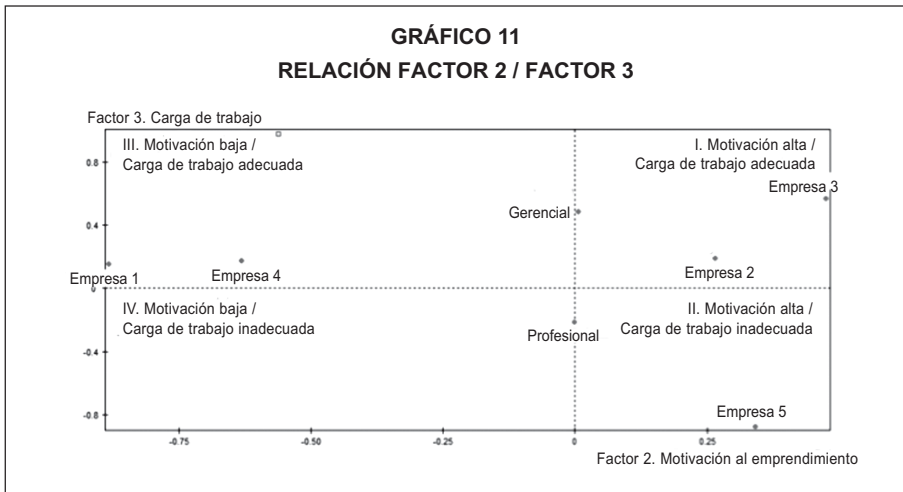 GRÁFICO 11
RELACIÓN FACTOR 2 / FACTOR 3
Factor 3. Carga de trabajo
III. Motivación baja /
Carga de trabajo adecuada
I. Motivación alta /
Carga de trabajo adecuada
0.8
Empresa 3
Gerencial
0.4
Empresa 1
Empresa 4
Empresa 2
0
IV. Motivación baja /
Carga de trabajo inadecuada
II. Motivación alta /
Carga de trabajo inadecuada
Profesional
-0.4
Empresa 5
-0.8
-0.75
-0.50
-0.25
0
0.25
Factor 2. Motivación al emprendimiento